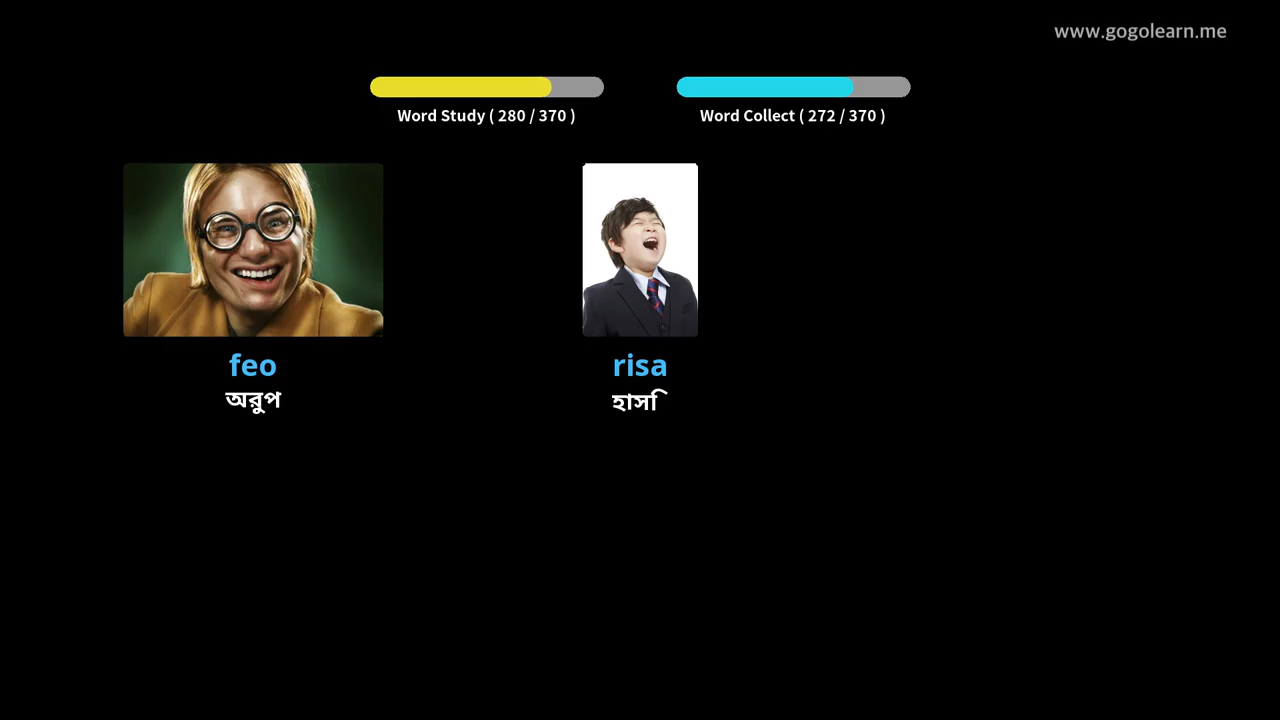 www.gogolearn.me
Word Study ( 280 / 370 )
Word Collect ( 272 / 370 )
feo
অরুপ
risa
হাসি